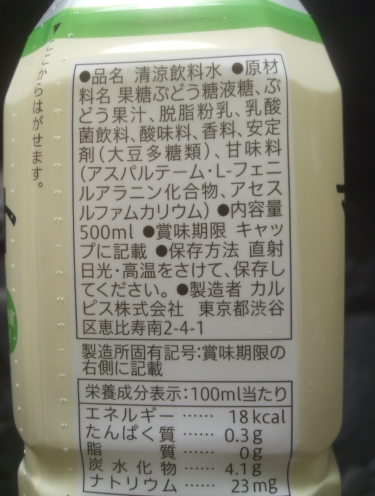 ここからはがせます。
●品名 清涼飲料水 ●原材
料名 果糖ぶどう糖液糖、ぶ
どう果汁、脱脂粉乳、乳酸
菌飲料、酸味料、香料、安定
剤(大豆多糖類)、甘味料
(アスパルテーム・L-フェニ
ルアラニン化合物、アセス
ルファムカリウム) ●内容量
500ml ●賞味期限 キャッ
プに記載 ●保存方法 直射
日光・高温をさけて、保存し
てください。 ●製造者 カル
ピス株式会社 東京都渋谷
区恵比寿南2-4-1
製造所固有記号:賞味期限の
右側に記載
栄養成分表示:100ml当たり
エネルギー …… 18kcal
たんぱく質 …… 0.3g
脂質 …… 0g
炭水化物 …… 4.1g
ナトリウム …… 23mg